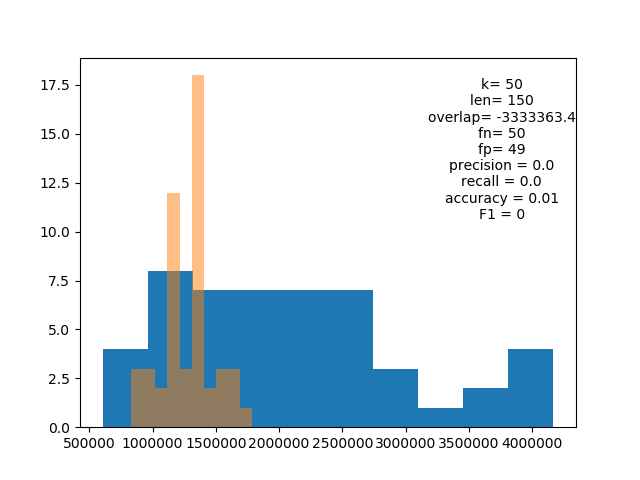 17.5
15.0
12.5
10.0
7.5
5.0
2.5
0.0
k= 50
len= 150
overlap= -3333363.4
fn= 50
fp= 49
precision = 0.0
recall = 0.0
accuracy = 0.01
F1 = 0
500000 1000000 1500000 2000000 2500000 3000000 3500000 4000000